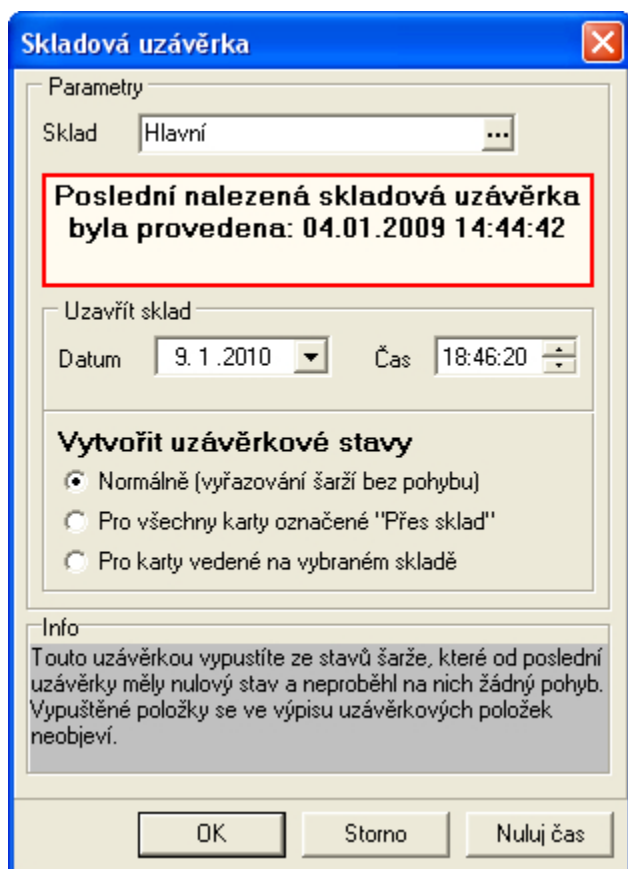 Skladová uzávěrka
Parametry
Sklad Hlavní ...
Poslední nalezená skladová uzávěrka
byla provedena: 04.01.2009 14:44:42
Uzavřít sklad
Datum 9. 1 .2010 Čas 18:46:20
Vytvořit uzávěrkové stavy
Normálně (vyřazování šarží bez pohybu)
Pro všechny karty označené "Přes sklad"
Pro karty vedené na vybraném skladě
Info
Touto uzávěrkou vypustíte ze stavů šarže, které od poslední
uzávěrky měly nulový stav a neproběhl na nich žádný pohyb.
Vypuštěné položky se ve výpisu uzávěrkových položek
neobjeví.
OK Storno Nuluj čas